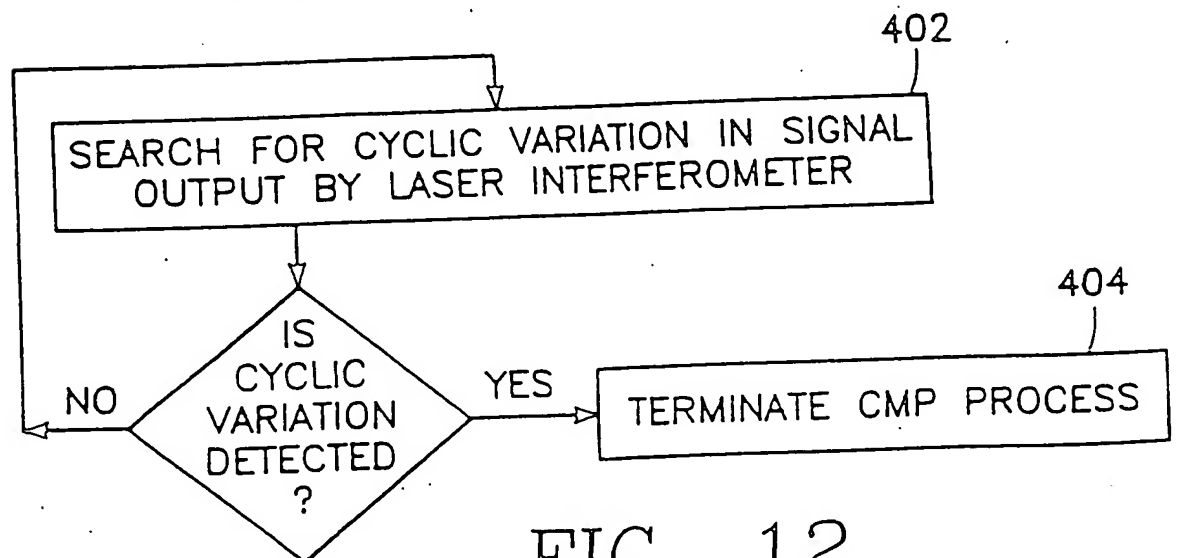 402
SEARCH FOR CYCLIC VARIATION IN SIGNAL
OUTPUT BY LASER INTERFEROMETER
404
IS
CYCLIC
VARIATION
DETECTED
?
NO
YES
TERMINATE CMP PROCESS
FIG. 12